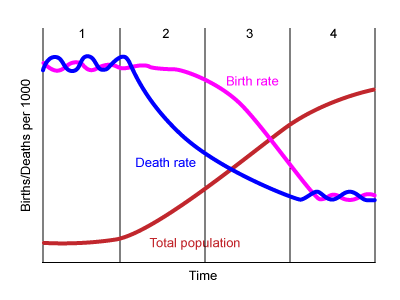 1 2 3 4
Birth rate
Death rate
Total population
Births/Deaths per 1000
Time